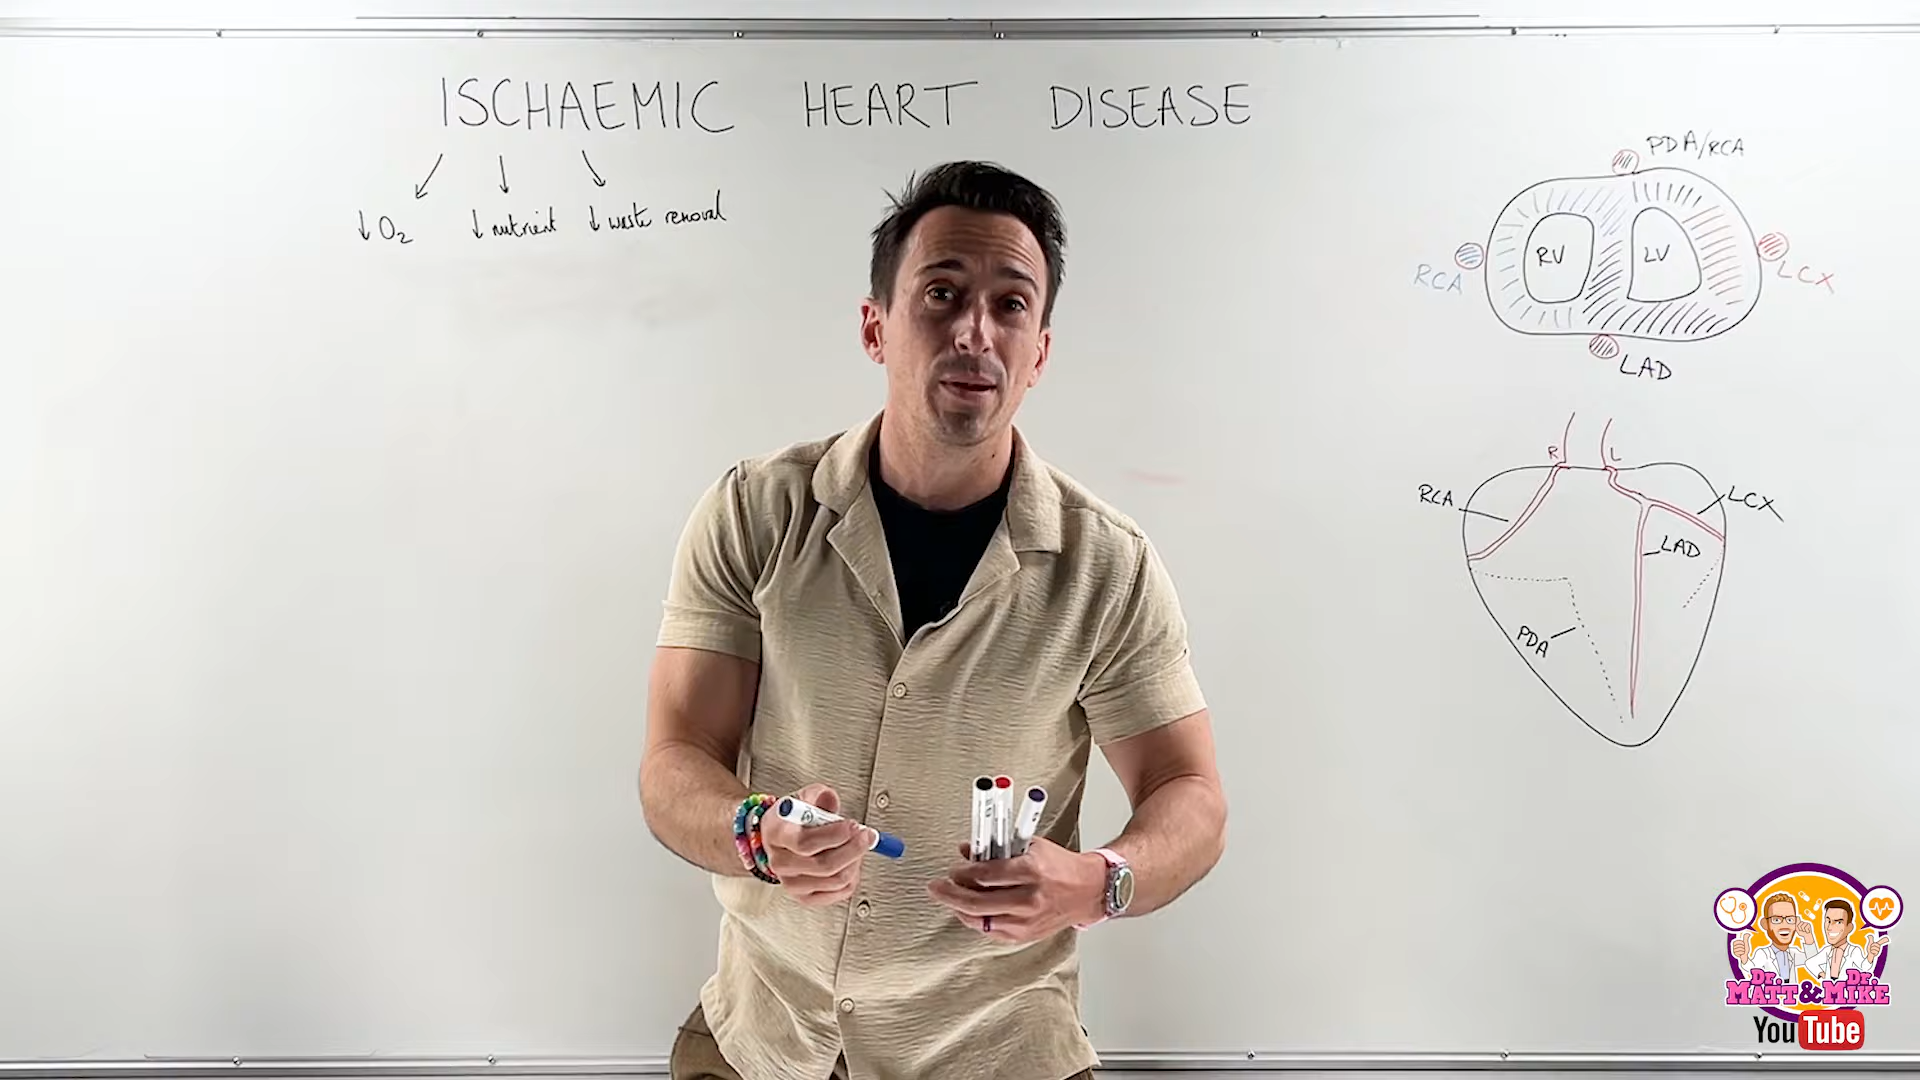 ISCHAEMIC HEART DISEASE
↓ O₂ ↓ nutrient ↓ waste removal
PDA/RCA
RCA
RV
LV
LCX
LAD
R
L
RCA
LCX
LAD
PDA
Dr. Dr.
MATT & MIKE
YouTube